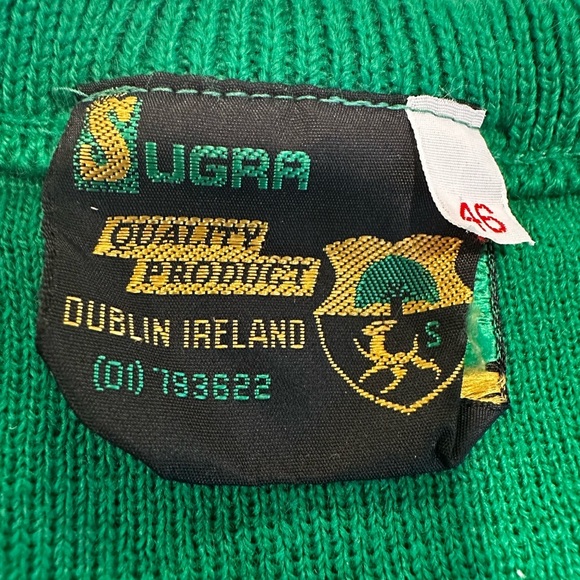 SUGRA
46
QUALITY
PRODUCT
DUBLIN IRELAND
(01) 793622
S